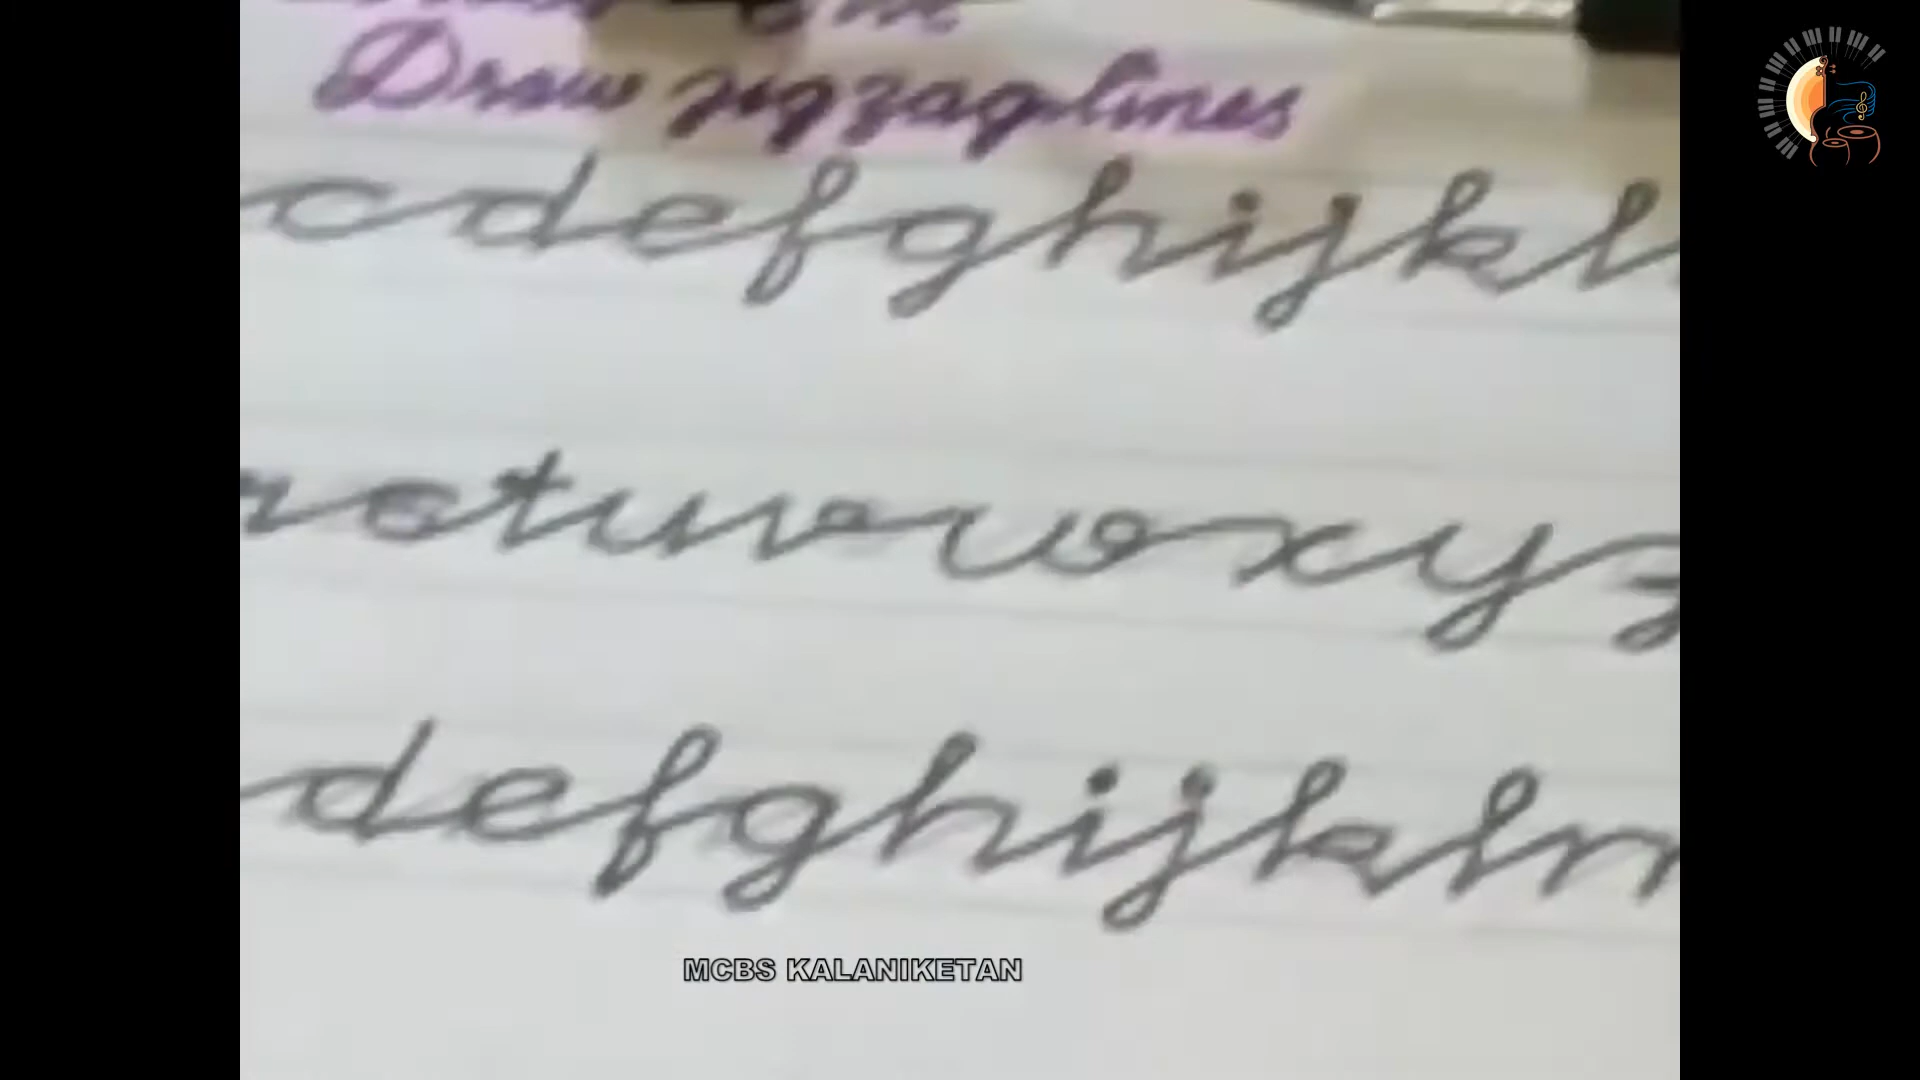 Draw zigzag lines
cdefghijkl
rstuvwxyz
defghijklm
MCBS KALANIKETAN